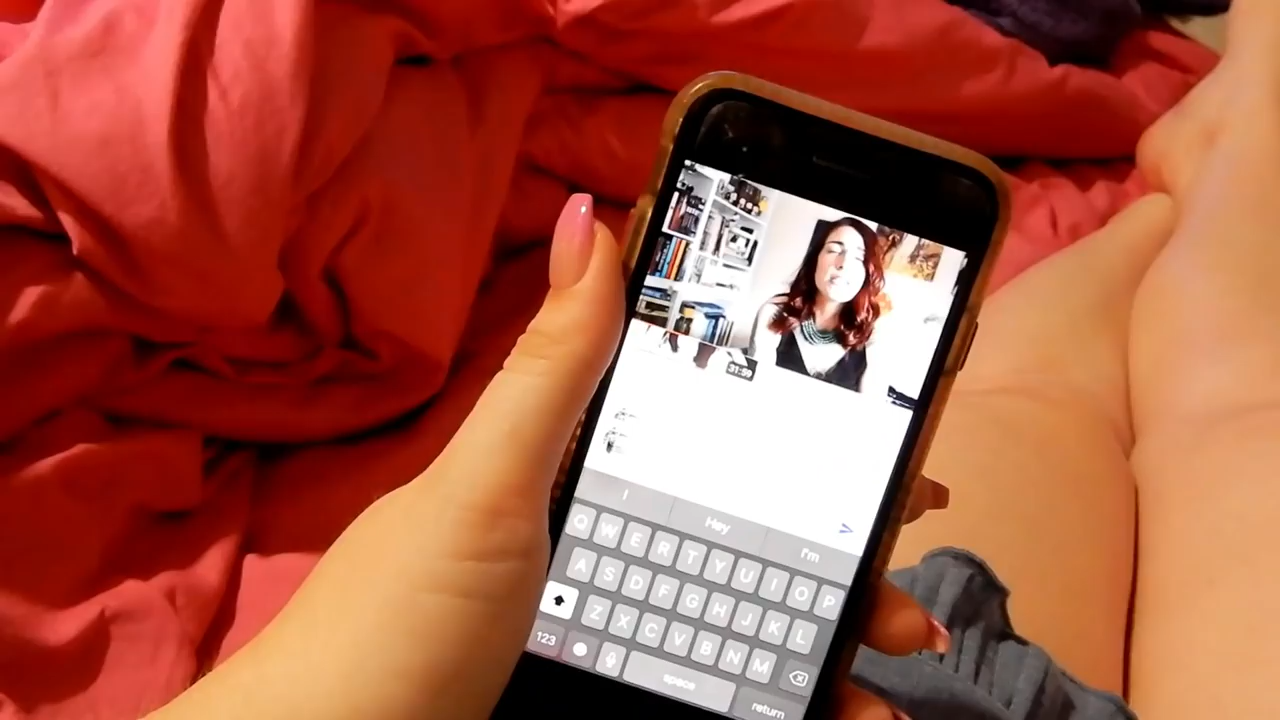 31:59
I Hey I'm
Q W E R T Y U I O P
A S D F G H J K L
Z X C V B N M
123 space return